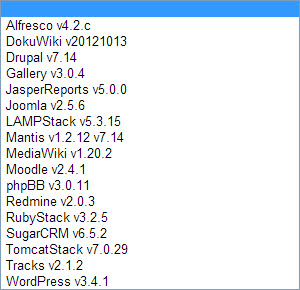 Alfresco v4.2.c
DokuWiki v20121013
Drupal v7.14
Gallery v3.0.4
JasperReports v5.0.0
Joomla v2.5.6
LAMPStack v5.3.15
Mantis v1.2.12 v7.14
MediaWiki v1.20.2
Moodle v2.4.1
phpBB v3.0.11
Redmine v2.0.3
RubyStack v3.2.5
SugarCRM v6.5.2
TomcatStack v7.0.29
Tracks v2.1.2
WordPress v3.4.1